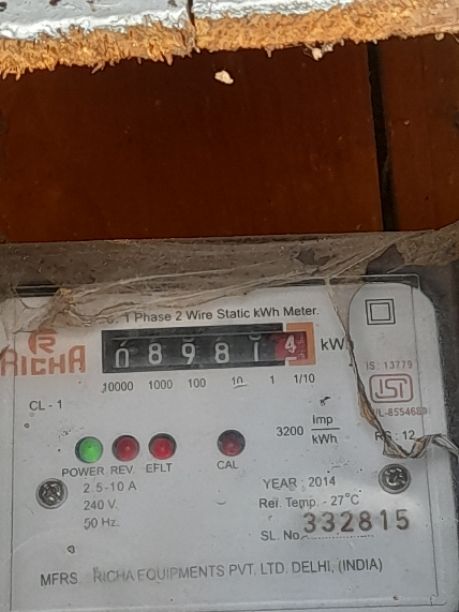 1 Phase 2 Wire Static kWh Meter.
RICHA
0 8 9 8 1 4
kW
10000 1000 100 10 1 1/10
IS : 13779
CL - 1
ISI
3200 Imp
kWh
POWER REV. EFLT CAL
2.5-10 A
240 V.
50 Hz.
YEAR : 2014
Ref. Temp. - 27°C
SL. No. 332815
MFRS. RICHA EQUIPMENTS PVT. LTD. DELHI, (INDIA)